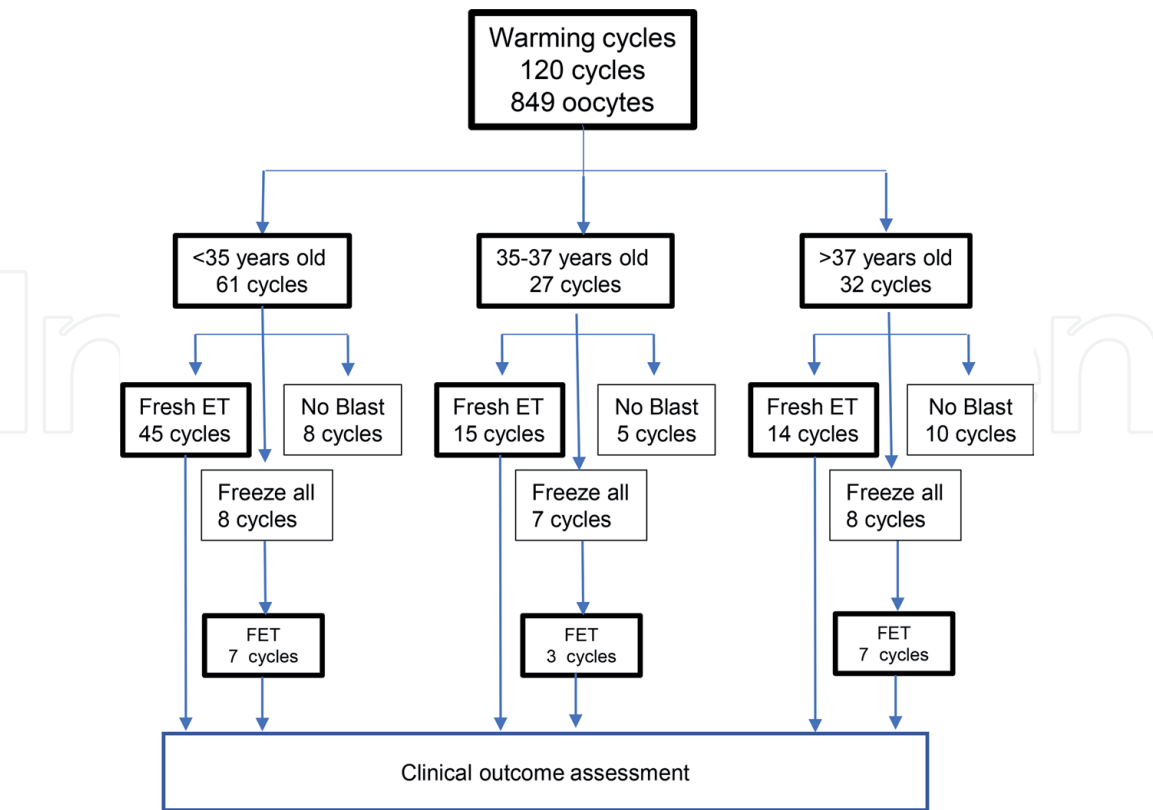 Warming cycles
120 cycles
849 oocytes
<35 years old
61 cycles
35-37 years old
27 cycles
>37 years old
32 cycles
Fresh ET
45 cycles
No Blast
8 cycles
Fresh ET
15 cycles
No Blast
5 cycles
Fresh ET
14 cycles
No Blast
10 cycles
Freeze all
8 cycles
Freeze all
7 cycles
Freeze all
8 cycles
FET
7 cycles
FET
3 cycles
FET
7 cycles
Clinical outcome assessment